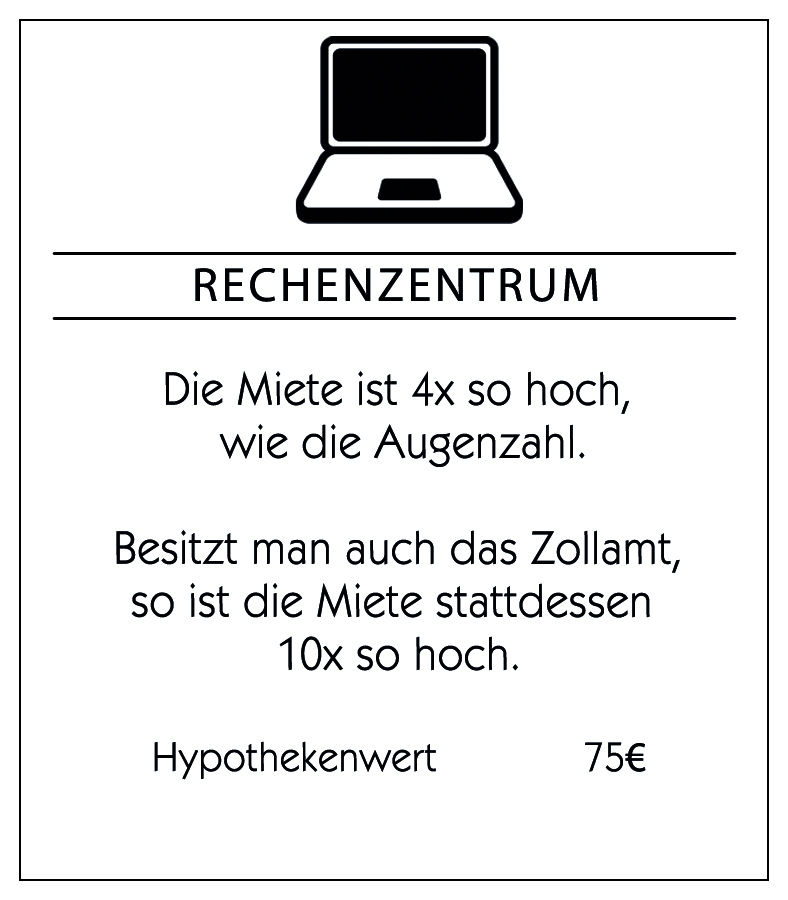 RECHENZENTRUM
Die Miete ist 4x so hoch,
wie die Augenzahl.
Besitzt man auch das Zollamt,
so ist die Miete stattdessen
10x so hoch.
Hypothekenwert 75€